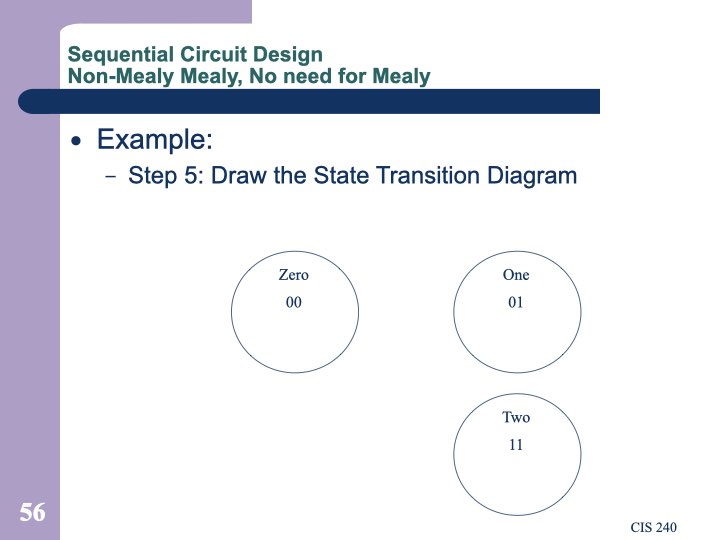 Sequential Circuit Design
Non-Mealy Mealy, No need for Mealy
• Example:
– Step 5: Draw the State Transition Diagram
Zero
00
One
01
Two
11
56
CIS 240